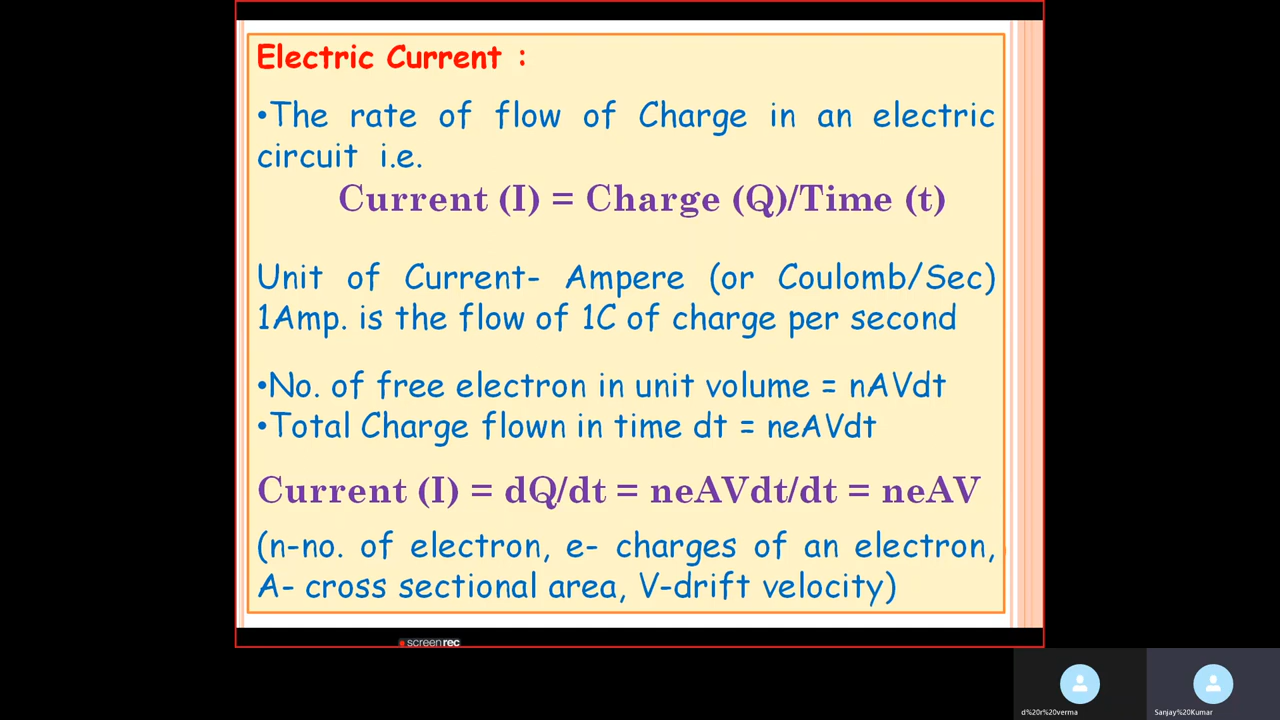 Electric Current :
•The rate of flow of Charge in an electric
circuit i.e.
Current (I) = Charge (Q)/Time (t)
Unit of Current- Ampere (or Coulomb/Sec)
1Amp. is the flow of 1C of charge per second
•No. of free electron in unit volume = nAVdt
•Total Charge flown in time dt = neAVdt
Current (I) = dQ/dt = neAVdt/dt = neAV
(n-no. of electron, e- charges of an electron,
A- cross sectional area, V-drift velocity)
screenrec
d%20r%20verma
Sanjay%20Kumar